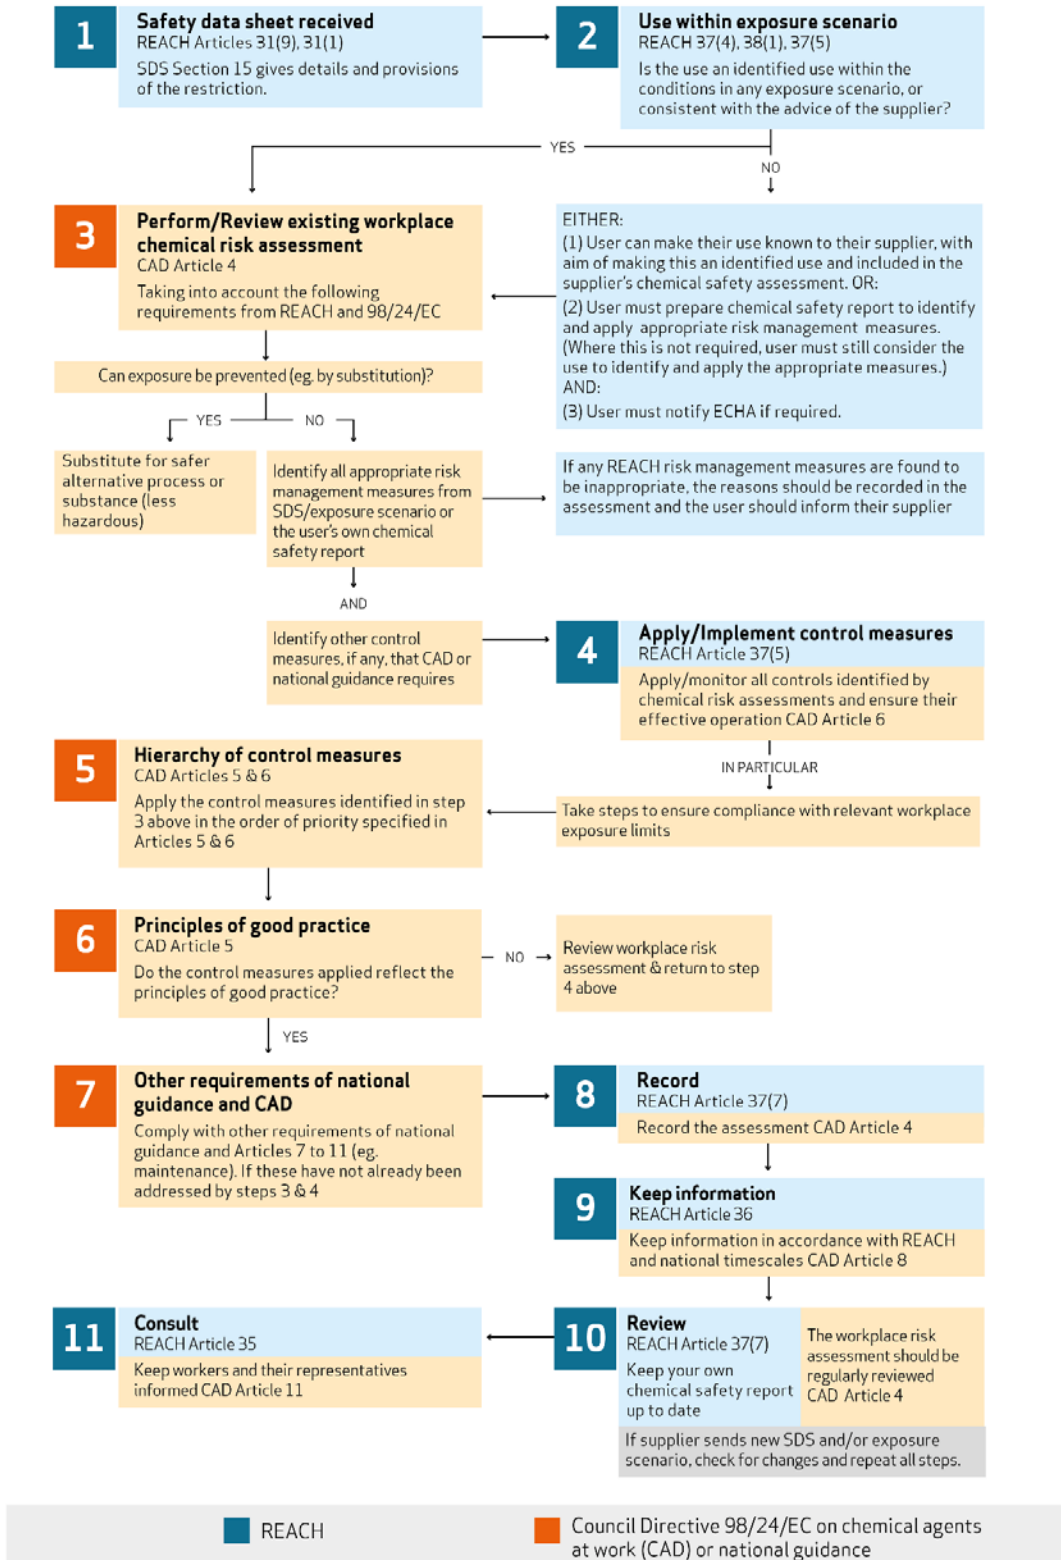 1
Safety data sheet received
REACH Articles 31(9), 31(1)
SDS Section 15 gives details and provisions
of the restriction.
2
Use within exposure scenario
REACH 37(4), 38(1), 37(5)
Is the use an identified use within the
conditions in any exposure scenario, or
consistent with the advice of the supplier?
YES
NO
3
Perform/Review existing workplace
chemical risk assessment
CAD Article 4
Taking into account the following
requirements from REACH and 98/24/EC
EITHER:
(1) User can make their use known to their supplier, with
aim of making this an identified use and included in the
supplier's chemical safety assessment. OR:
(2) User must prepare chemical safety report to identify
and apply appropriate risk management measures.
(Where this is not required, user must still consider the
use to identify and apply the appropriate measures.)
AND:
(3) User must notify ECHA if required.
Can exposure be prevented (eg. by substitution)?
YES
NO
Substitute for safer
alternative process or
substance (less
hazardous)
Identify all appropriate risk
management measures from
SDS/exposure scenario or
the user's own chemical
safety report
If any REACH risk management measures are found to
be inappropriate, the reasons should be recorded in the
assessment and the user should inform their supplier
AND
Identify other control
measures, if any, that CAD or
national guidance requires
4
Apply/Implement control measures
REACH Article 37(5)
Apply/monitor all controls identified by
chemical risk assessments and ensure their
effective operation CAD Article 6
IN PARTICULAR
Take steps to ensure compliance with relevant workplace
exposure limits
5
Hierarchy of control measures
CAD Articles 5 & 6
Apply the control measures identified in step
3 above in the order of priority specified in
Articles 5 & 6
6
Principles of good practice
CAD Article 5
Do the control measures applied reflect the
principles of good practice?
NO
Review workplace risk
assessment & return to step
4 above
YES
7
Other requirements of national
guidance and CAD
Comply with other requirements of national
guidance and Articles 7 to 11 (eg.
maintenance). If these have not already been
addressed by steps 3 & 4
8
Record
REACH Article 37(7)
Record the assessment CAD Article 4
9
Keep information
REACH Article 36
Keep information in accordance with REACH
and national timescales CAD Article 8
10
Review
REACH Article 37(7)
Keep your own
chemical safety report
up to date
The workplace risk
assessment should be
regularly reviewed
CAD Article 4
If supplier sends new SDS and/or exposure
scenario, check for changes and repeat all steps.
11
Consult
REACH Article 35
Keep workers and their representatives
informed CAD Article 11
REACH
Council Directive 98/24/EC on chemical agents
at work (CAD) or national guidance